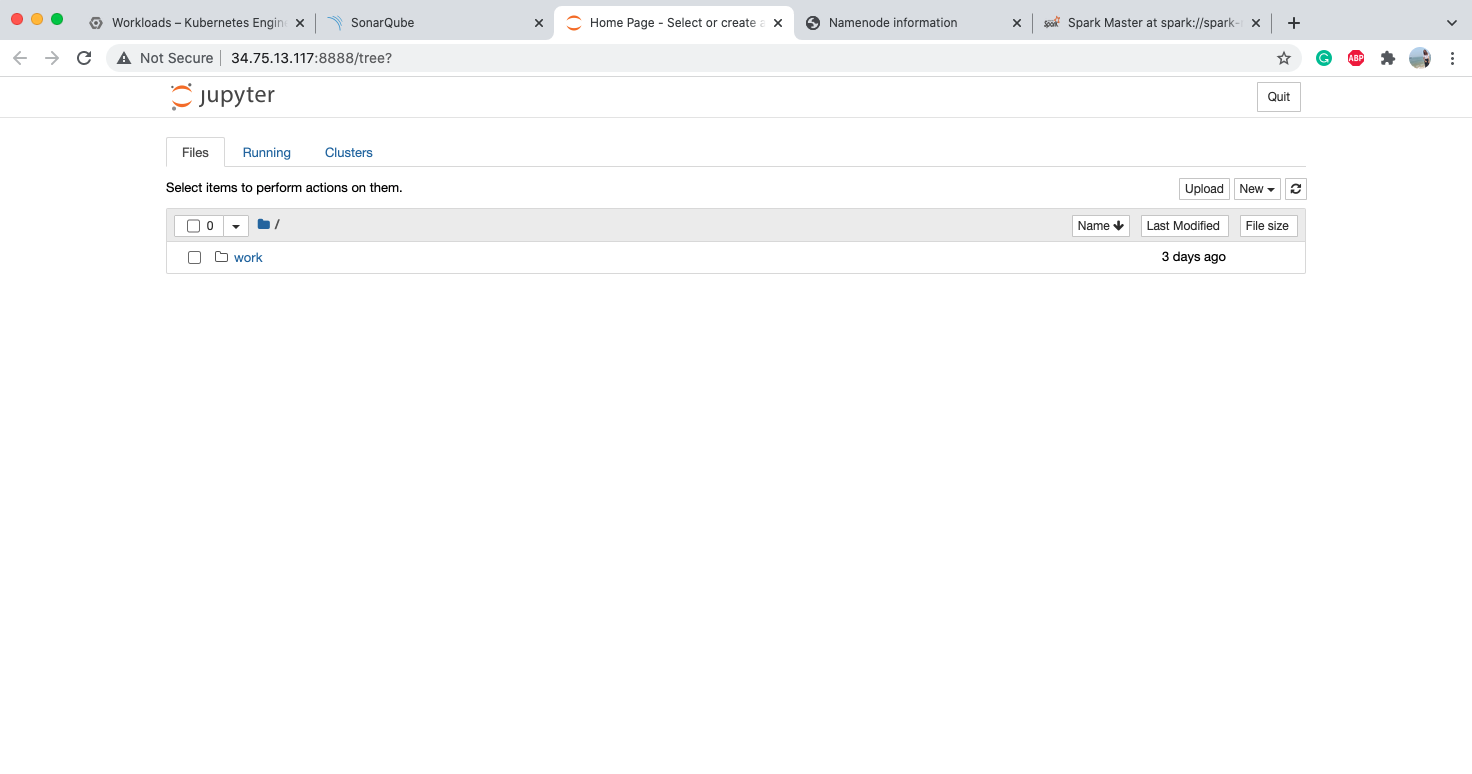 Workloads – Kubernetes Engin
SonarQube
Home Page - Select or create a
Namenode information
Spark Master at spark://spark-
Not Secure
34.75.13.117:8888/tree?
ABP
jupyter
Quit
Files
Running
Clusters
Select items to perform actions on them.
Upload
New
0
/
Name
Last Modified
File size
work
3 days ago